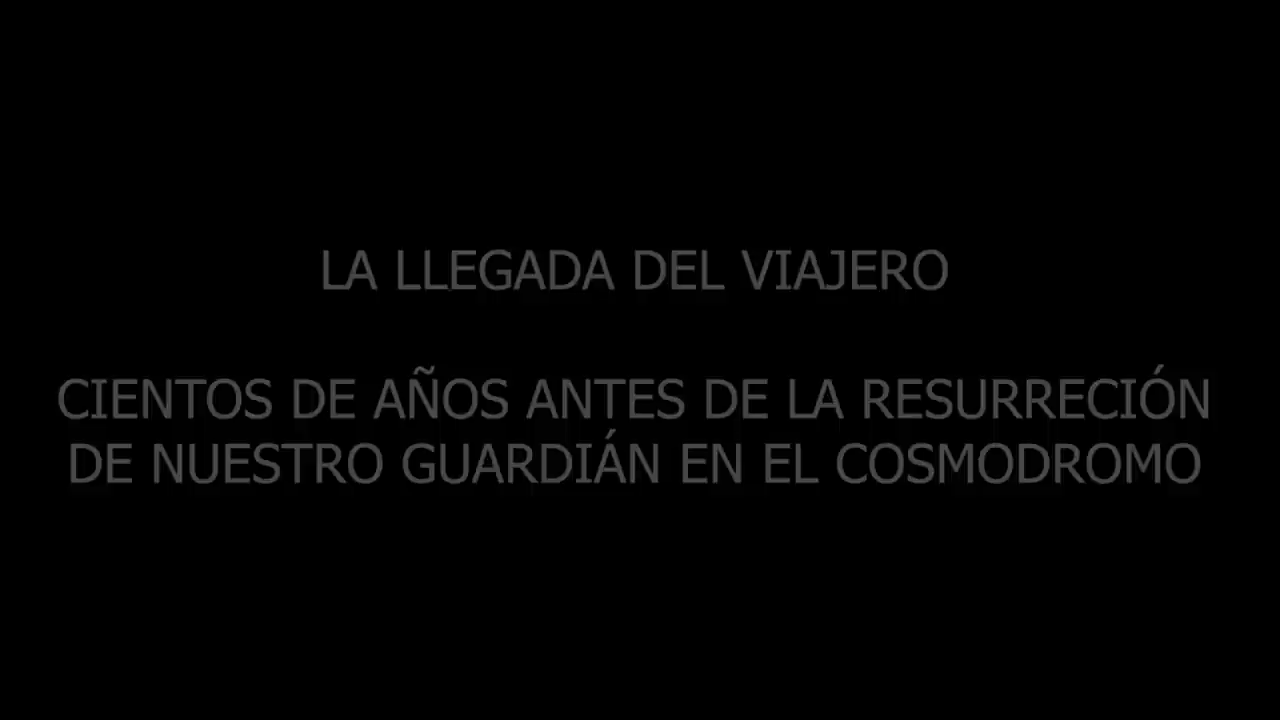 LA LLEGADA DEL VIAJERO
CIENTOS DE AÑOS ANTES DE LA RESURRECIÓN
DE NUESTRO GUARDIÁN EN EL COSMODROMO